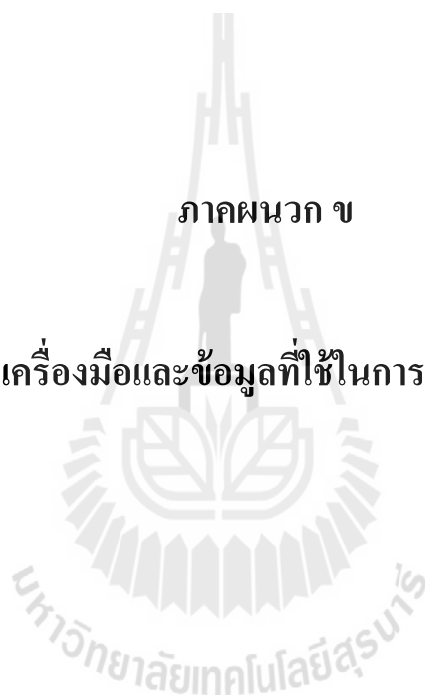 ภาคผนวก ข
เครื่องมือและข้อมูลที่ใช้ในการ
มหาวิทยาลัยเทคโนโลยีสุรนารี